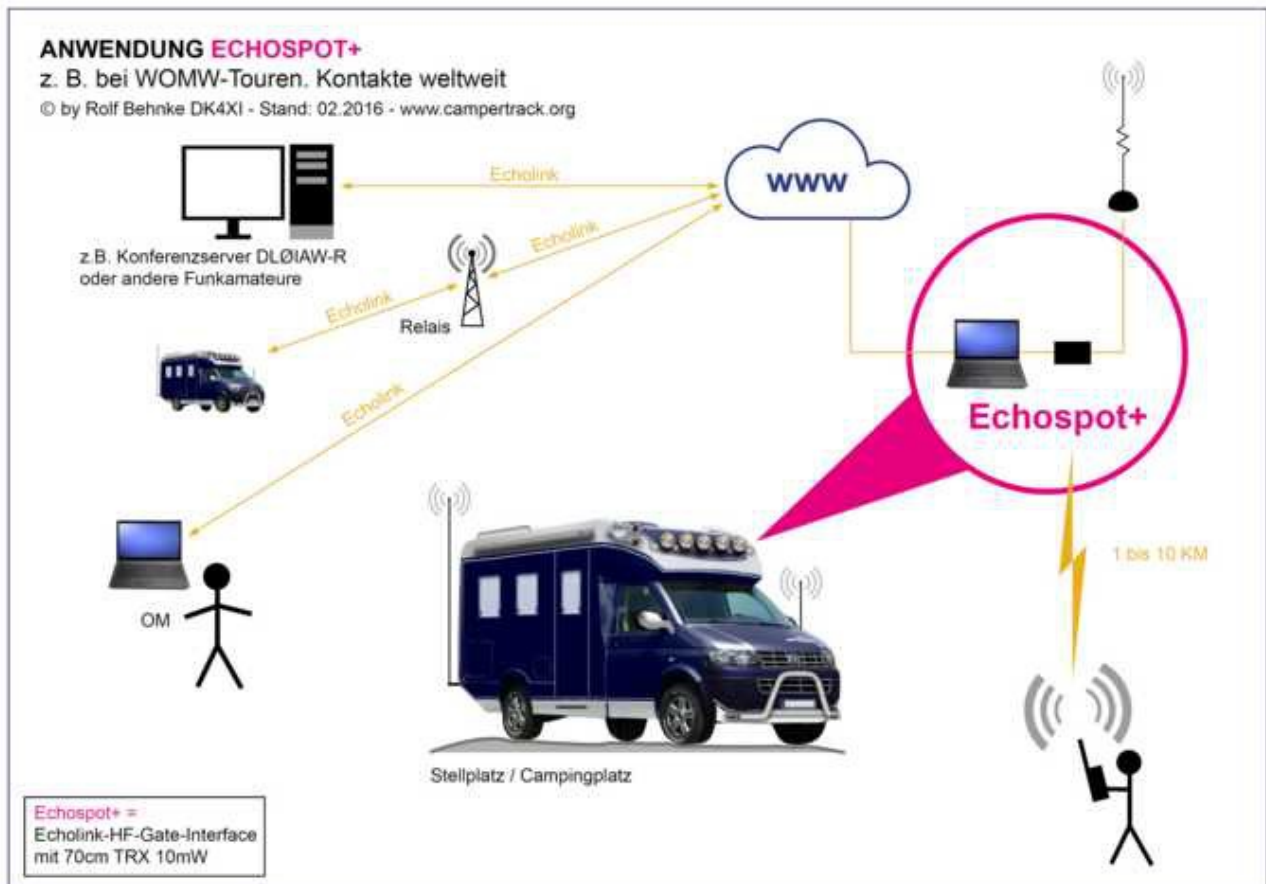 ANWENDUNG ECHOSPOT+
z. B. bei WOMW-Touren. Kontakte weltweit
© by Rolf Behnke DK4XI - Stand: 02.2016 - www.campertrack.org
Echolink
www
z.B. Konferenzserver DLØIAW-R
oder andere Funkamateure
Echolink
Echolink
Relais
Echolink
Echospot+
1 bis 10 KM
OM
Stellplatz / Campingplatz
Echospot+ =
Echolink-HF-Gate-Interface
mit 70cm TRX 10mW